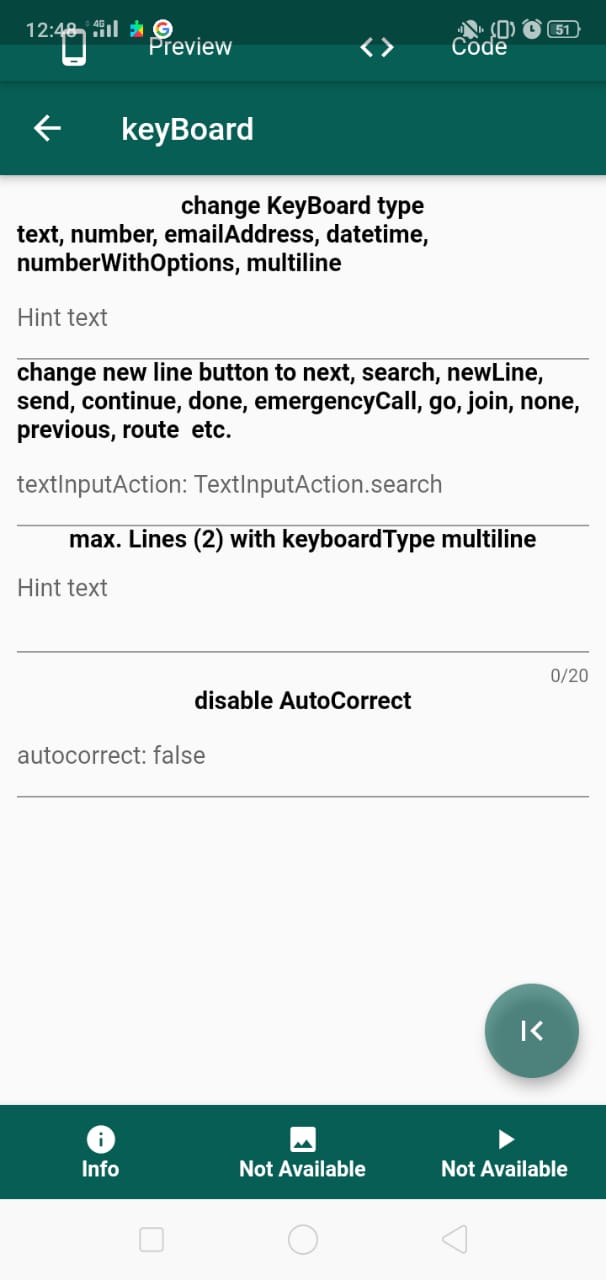 12:48 4G 51
Preview Code
keyBoard
change KeyBoard type
text, number, emailAddress, datetime,
numberWithOptions, multiline
Hint text
change new line button to next, search, newLine,
send, continue, done, emergencyCall, go, join, none,
previous, route  etc.
textInputAction: TextInputAction.search
max. Lines (2) with keyboardType multiline
Hint text
0/20
disable AutoCorrect
autocorrect: false
Info Not Available Not Available